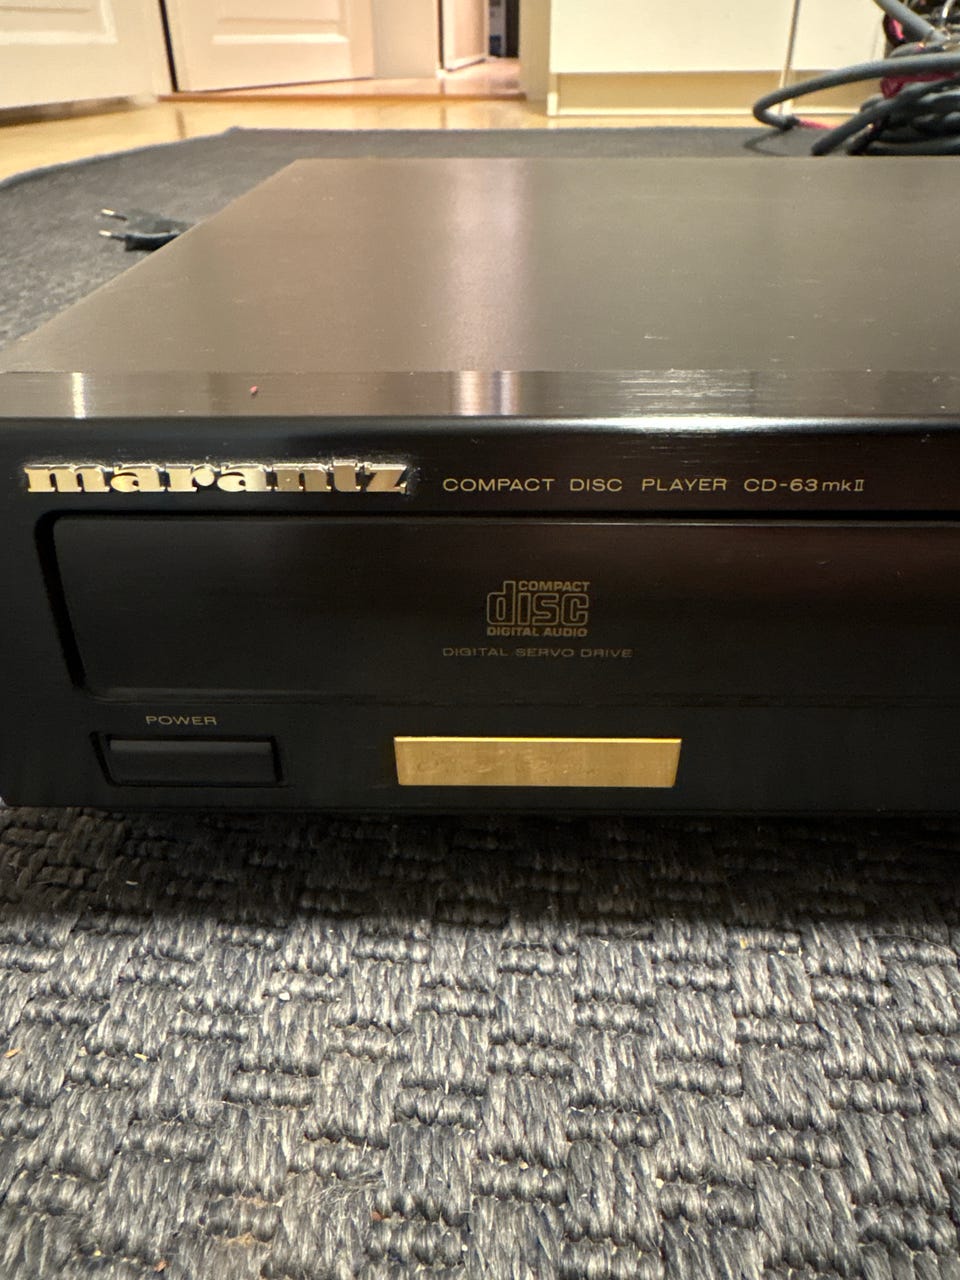 marantz COMPACT DISC PLAYER CD-63mkII
COMPACT
disc
DIGITAL AUDIO
DIGITAL SERVO DRIVE
POWER